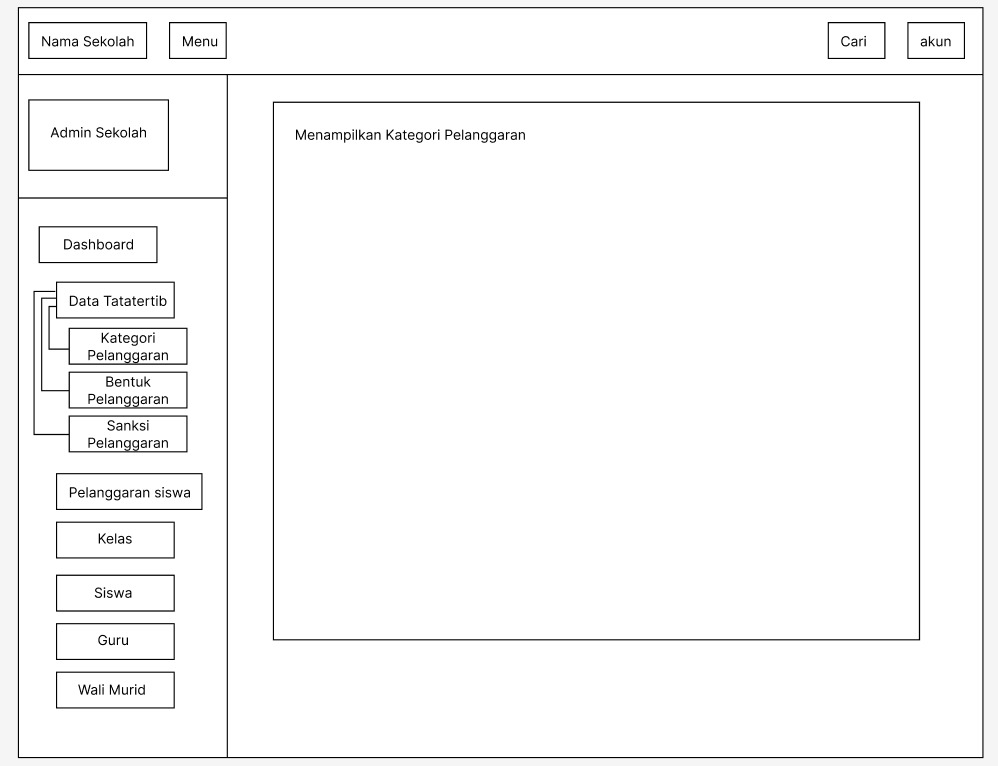 Nama Sekolah
Menu
Cari
akun
Admin Sekolah
Menampilkan Kategori Pelanggaran
Dashboard
Data Tatatertib
Kategori
Pelanggaran
Bentuk
Pelanggaran
Sanksi
Pelanggaran
Pelanggaran siswa
Kelas
Siswa
Guru
Wali Murid